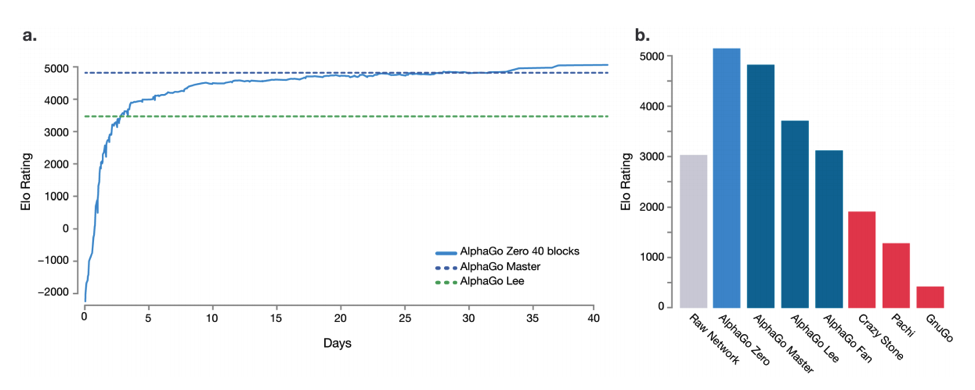 a.
5000
4000
3000
2000
1000
0
−1000
−2000
Elo Rating
0 5 10 15 20 25 30 35 40
Days
AlphaGo Zero 40 blocks
AlphaGo Master
AlphaGo Lee
b.
5000
4000
3000
2000
1000
0
Elo Rating
Raw Network
AlphaGo Zero
AlphaGo Master
AlphaGo Lee
AlphaGo Fan
Crazy Stone
Pachi
GnuGo